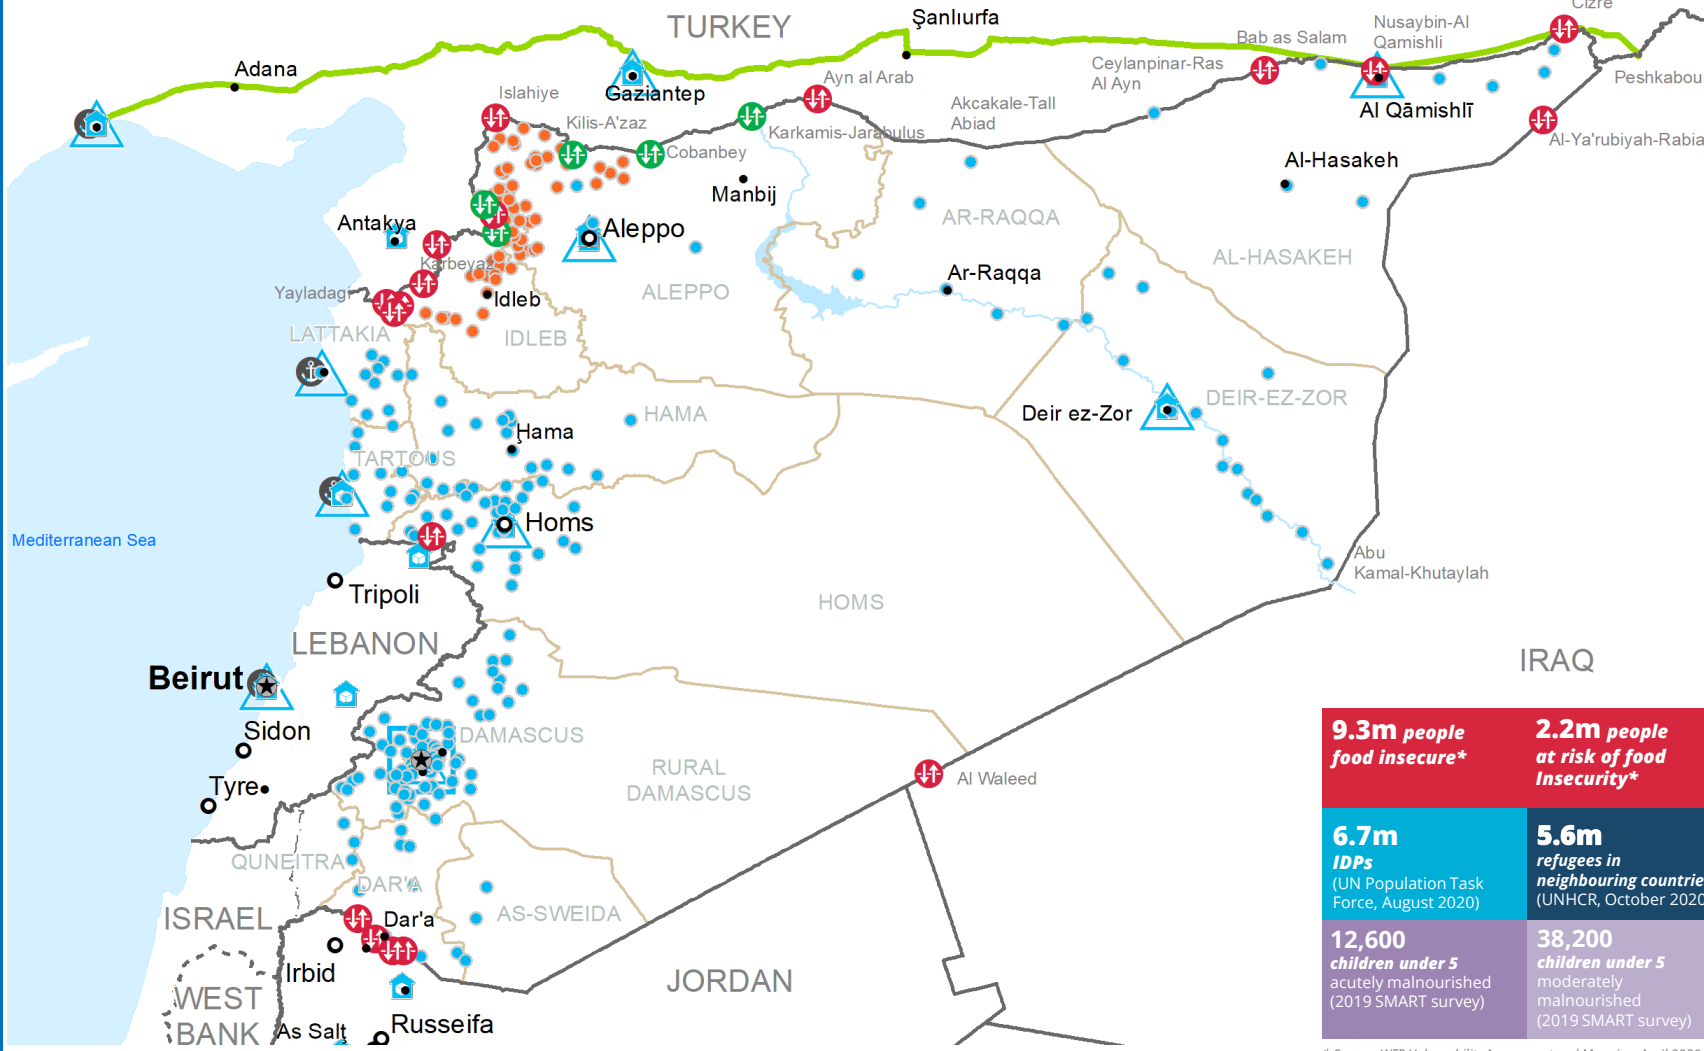 Cizre
TURKEY
Şanlıurfa
Nusaybin-Al
Qamishli
Bab as Salam
Adana
Ceylanpinar-Ras
Al Ayn
Ayn al Arab
Peshkabou
Gaziantep
Islahiye
Akcakale-Tall
Abiad
Al Qāmishlī
Kilis-A'zaz
Karkamis-Jarabulus
Al-Ya'rubiyah-Rabia
Cobanbey
Al-Hasakeh
Manbij
Antakya
Aleppo
AR-RAQQA
AL-HASAKEH
Karbeyaz
Ar-Raqqa
Yayladagi
ALEPPO
Idleb
LATTAKIA
IDLEB
DEIR-EZ-ZOR
HAMA
Deir ez-Zor
Hama
TARTOUS
Homs
Mediterranean Sea
Abu
Kamal-Khutaylah
Tripoli
HOMS
LEBANON
IRAQ
Beirut
Sidon
DAMASCUS
RURAL
DAMASCUS
Al Waleed
Tyre
QUNEITRA
DAR'A
AS-SWEIDA
ISRAEL
Dar'a
Irbid
JORDAN
WEST
BANK
As Salţ
Russeifa
9.3m people
food insecure*
2.2m people
at risk of food
Insecurity*
6.7m
IDPs
(UN Population Task
Force, August 2020)
5.6m
refugees in
neighbouring countrie
(UNHCR, October 2020
12,600
children under 5
acutely malnourished
(2019 SMART survey)
38,200
children under 5
moderately
malnourished
(2019 SMART survey)